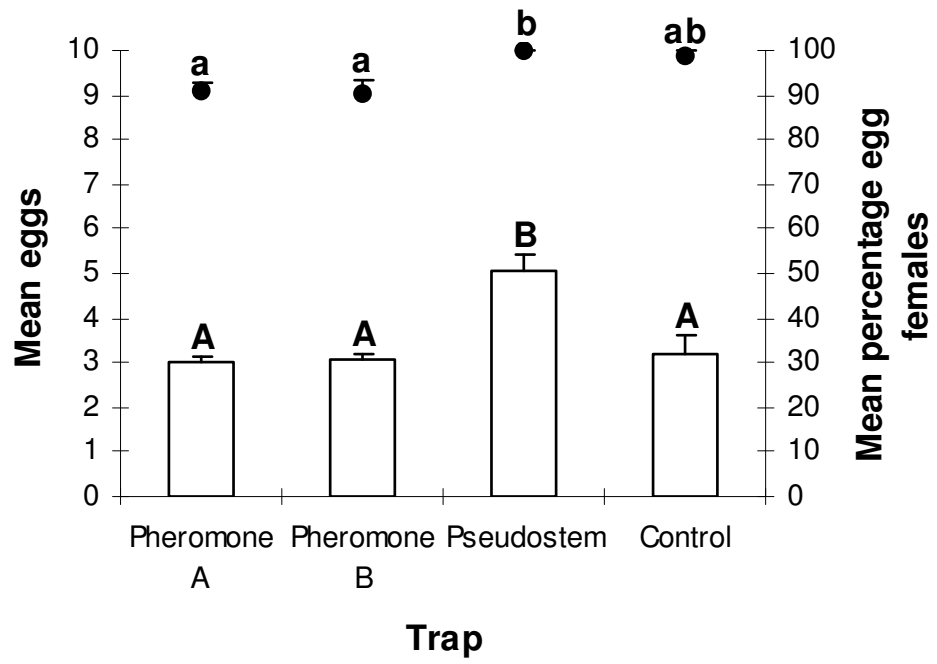 b
ab
a
a
10
9
8
7
6
5
4
3
2
1
0
Mean eggs
B
A
A
A
100
90
80
70
60
50
40
30
20
10
0
Mean percentage egg
females
Pheromone
A
Pheromone
B
Pseudostem
Control
Trap